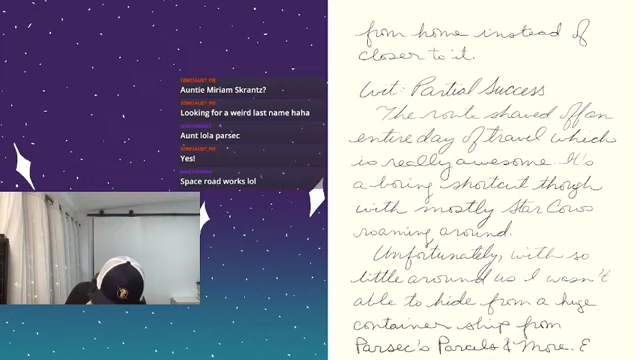 TONSCIALIST_PIE
Auntie Miriam Skrantz?
TONSCIALIST_PIE
Looking for a weird last name haha
Aunt lola parsec
TONSCIALIST_PIE
Yes!
Space road works lol
from home instead of
closer to it.
Wit: Partial Success
The route shaved off an
entire day of travel which
is really awesome. It's
a boring shortcut though
with mostly Star Cows
roaming around.
Unfortunately, with so
little around us I wasn't
able to hide from a huge
container ship from
Parsec's Parcels & More. &